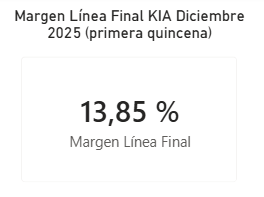 Margen Línea Final KIA Diciembre
2025 (primera quincena)
13,85 %
Margen Línea Final